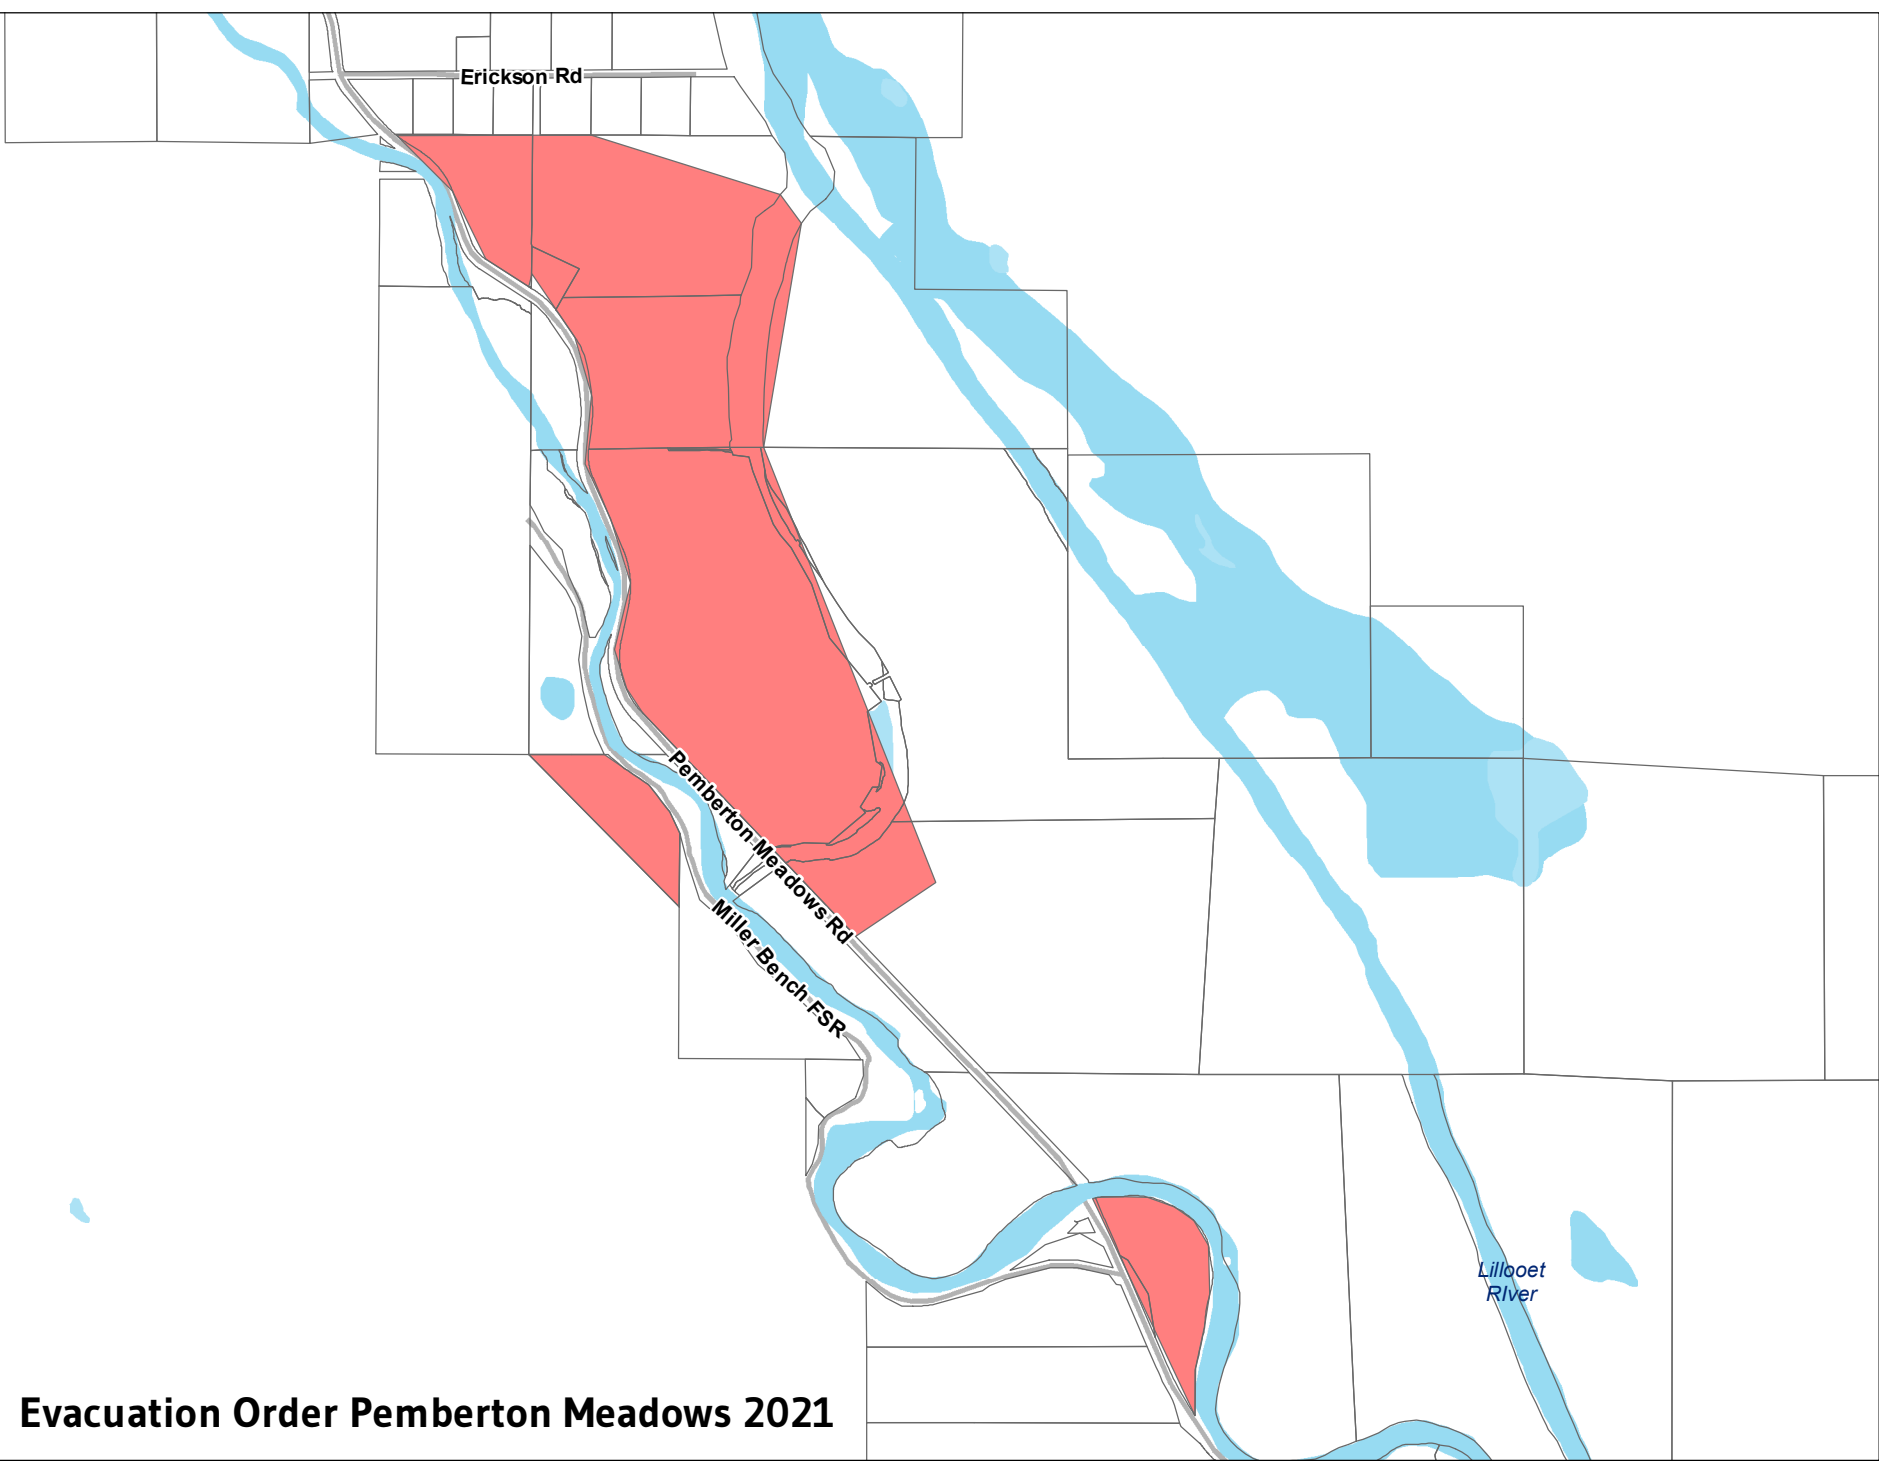 Erickson Rd
Pemberton Meadows Rd
Miller Bench FSR
Lillooet
RIver
Evacuation Order Pemberton Meadows 2021